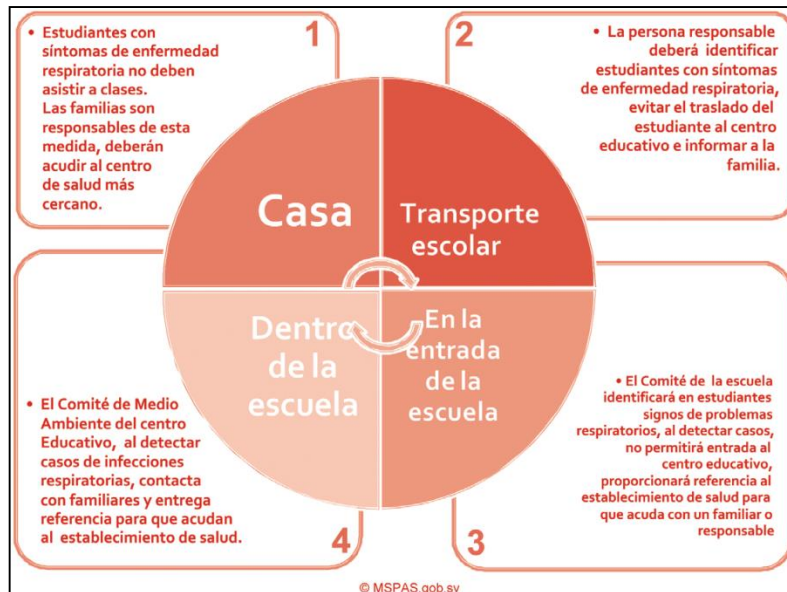 1
• Estudiantes con
síntomas de enfermedad
respiratoria no deben
asistir a clases.
Las familias son
responsables de esta
medida, deberán
acudir al centro
de salud más
cercano.
2
• La persona responsable
deberá identificar
estudiantes con síntomas
de enfermedad respiratoria,
evitar el traslado del
estudiante al centro
educativo e informar a la
familia.
Casa
Transporte
escolar
Dentro
de la
escuela
En la
entrada
de la
escuela
• El Comité de Medio
Ambiente del centro
Educativo, al detectar
casos de infecciones
respiratorias, contacta
con familiares y entrega
referencia para que acudan
al establecimiento de salud.
4
• El Comité de la escuela
identificará en estudiantes
signos de problemas
respiratorios, al detectar casos,
no permitirá entrada al
centro educativo,
proporcionará referencia al
establecimiento de salud para
que acuda con un familiar o
responsable
3
© MSPAS.gob.sv